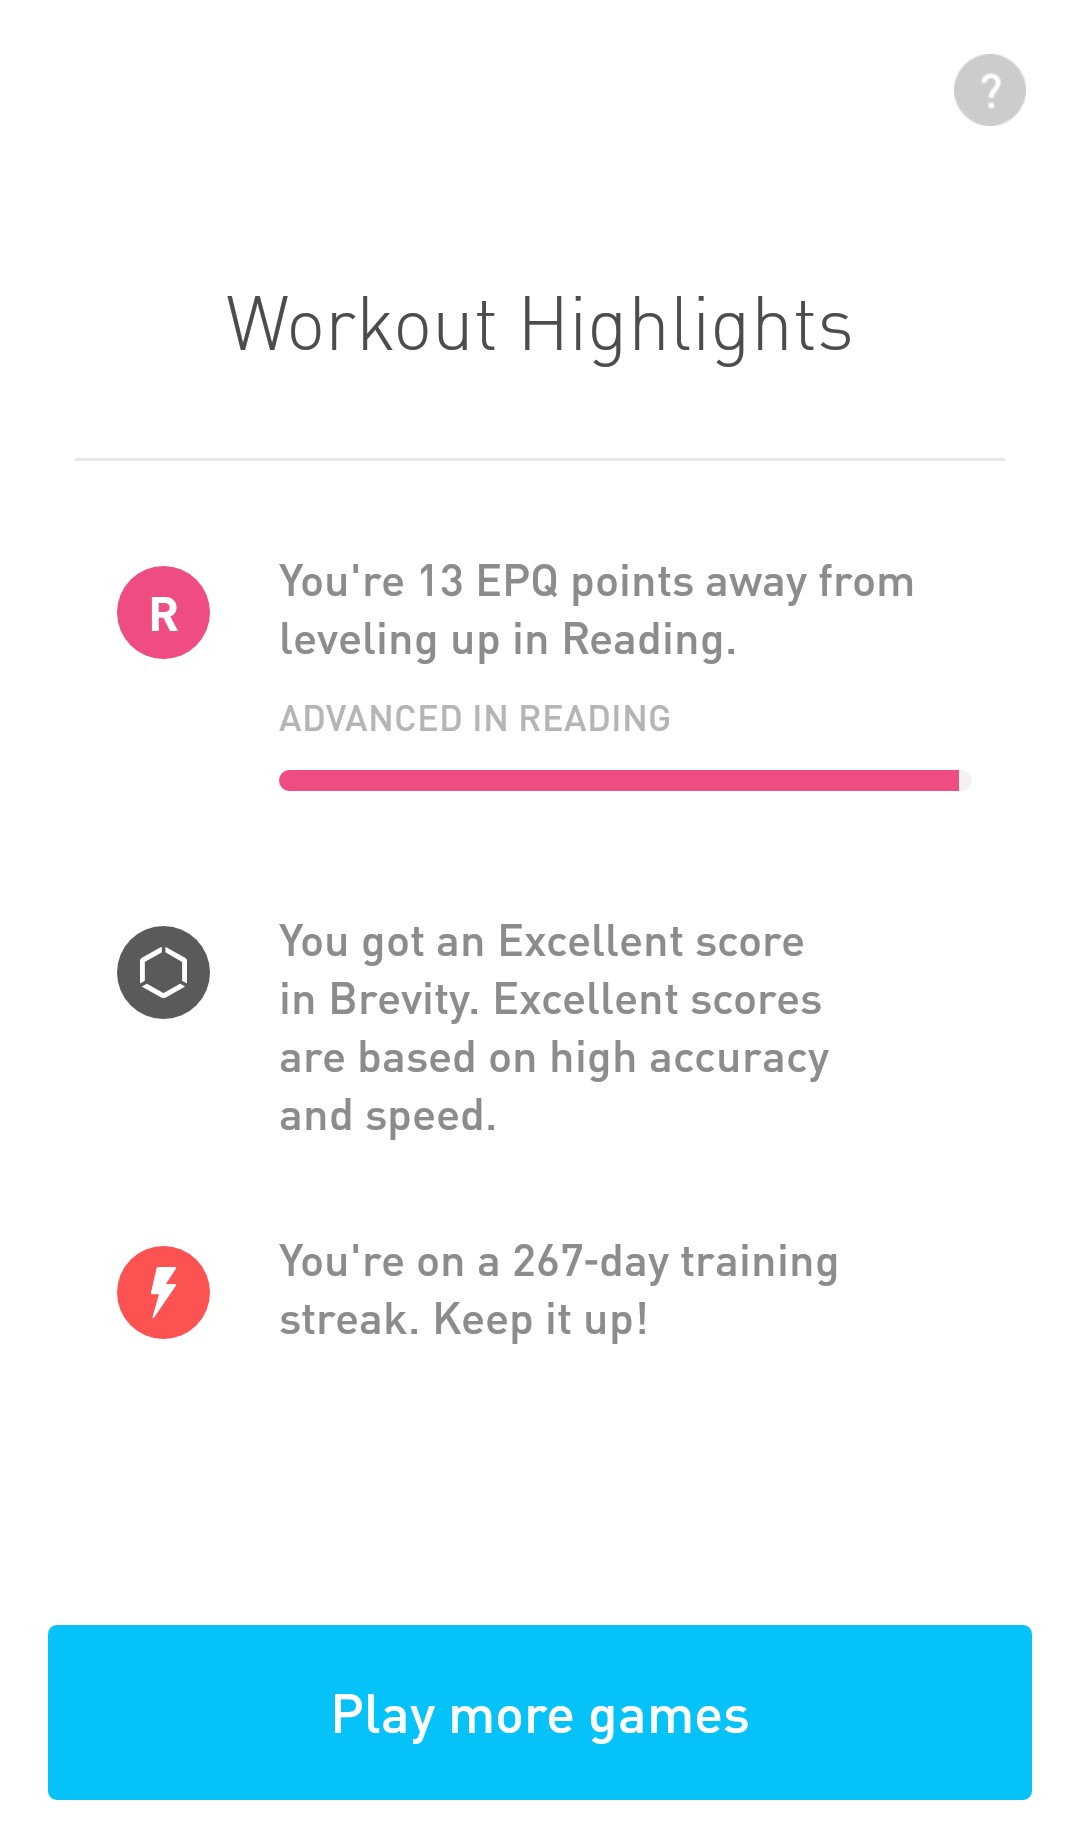 ?
Workout Highlights
R
You're 13 EPQ points away from
leveling up in Reading.
ADVANCED IN READING
You got an Excellent score
in Brevity. Excellent scores
are based on high accuracy
and speed.
You're on a 267-day training
streak. Keep it up!
Play more games